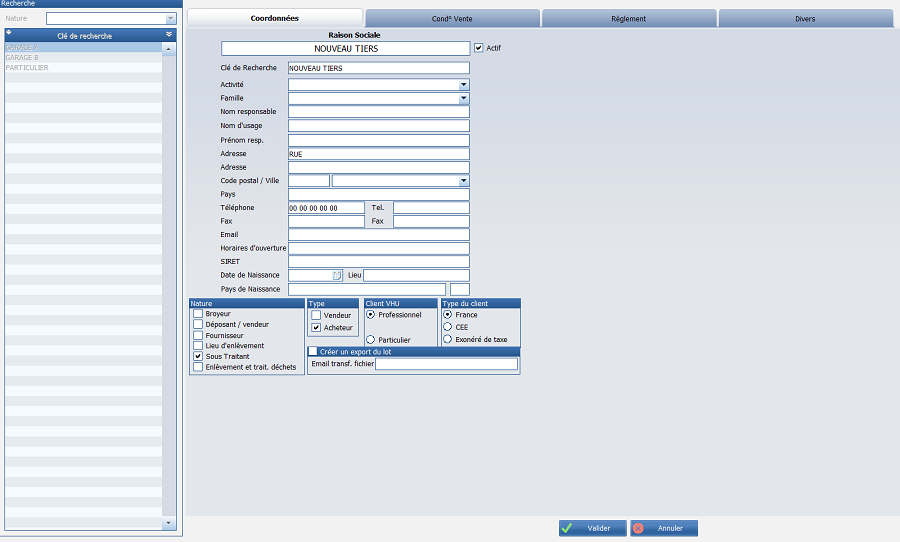 Recherche
Nature
Clé de recherche
GARAGE A
GARAGE B
PARTICULIER
Coordonnées
Cond° Vente
Réglement
Divers
Raison Sociale
NOUVEAU TIERS
Actif
Clé de Recherche
NOUVEAU TIERS
Activité
Famille
Nom responsable
Nom d'usage
Prénom resp.
Adresse
RUE
Adresse
Code postal / Ville
Pays
Téléphone
00 00 00 00 00
Tel.
Fax
Fax
Email
Horaires d'ouverture
SIRET
Date de Naissance
Lieu
Pays de Naissance
Nature
Broyeur
Déposant / vendeur
Fournisseur
Lieu d'enlèvement
Sous Traitant
Enlèvement et trait. déchets
Type
Vendeur
Acheteur
Client VHU
Professionnel
Particulier
Type du client
France
CEE
Exonéré de taxe
Créer un export du lot
Email transf. fichier
Valider
Annuler